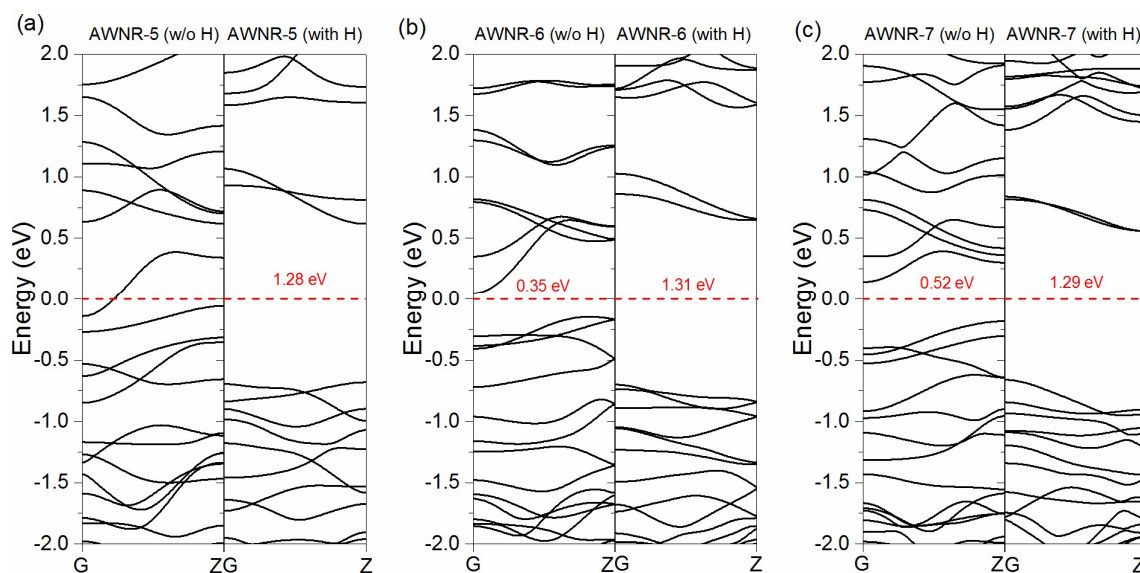 (a)
AWNR-5 (w/o H) AWNR-5 (with H)
Energy (eV)
2.0
1.5
1.0
0.5
0.0
-0.5
-1.0
-1.5
-2.0
1.28 eV
G Z G Z
(b)
AWNR-6 (w/o H) AWNR-6 (with H)
Energy (eV)
2.0
1.5
1.0
0.5
0.0
-0.5
-1.0
-1.5
-2.0
0.35 eV
1.31 eV
G Z G Z
(c)
AWNR-7 (w/o H) AWNR-7 (with H)
Energy (eV)
2.0
1.5
1.0
0.5
0.0
-0.5
-1.0
-1.5
-2.0
0.52 eV
1.29 eV
G Z G Z